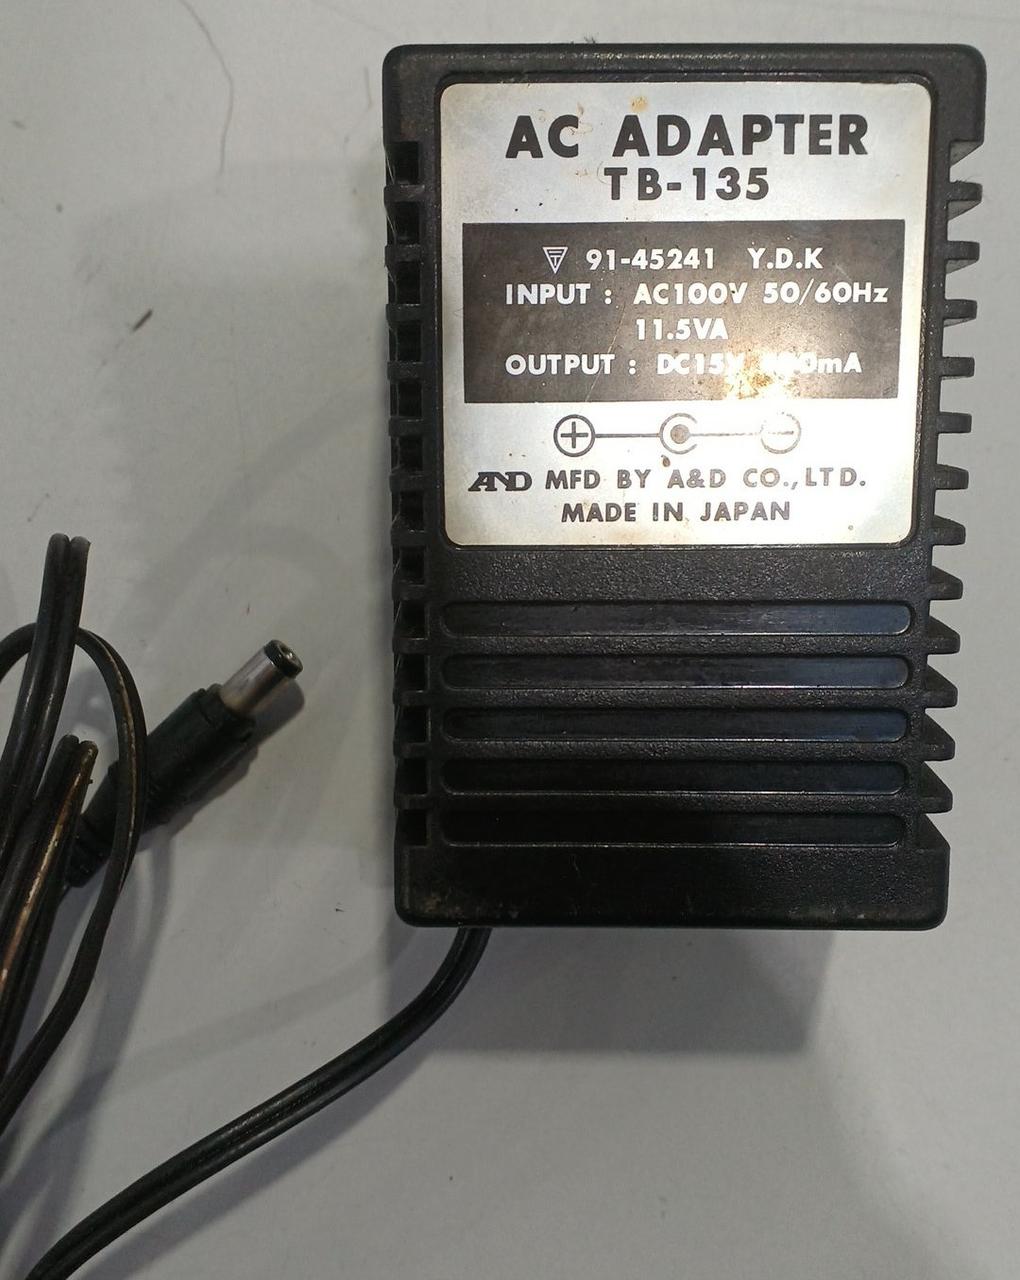 AC ADAPTER
TB-135
91-45241 Y.D.K
INPUT : AC100V 50/60Hz
11.5VA
OUTPUT : DC15V
AND MFD BY A&D CO.,LTD.
MADE IN JAPAN